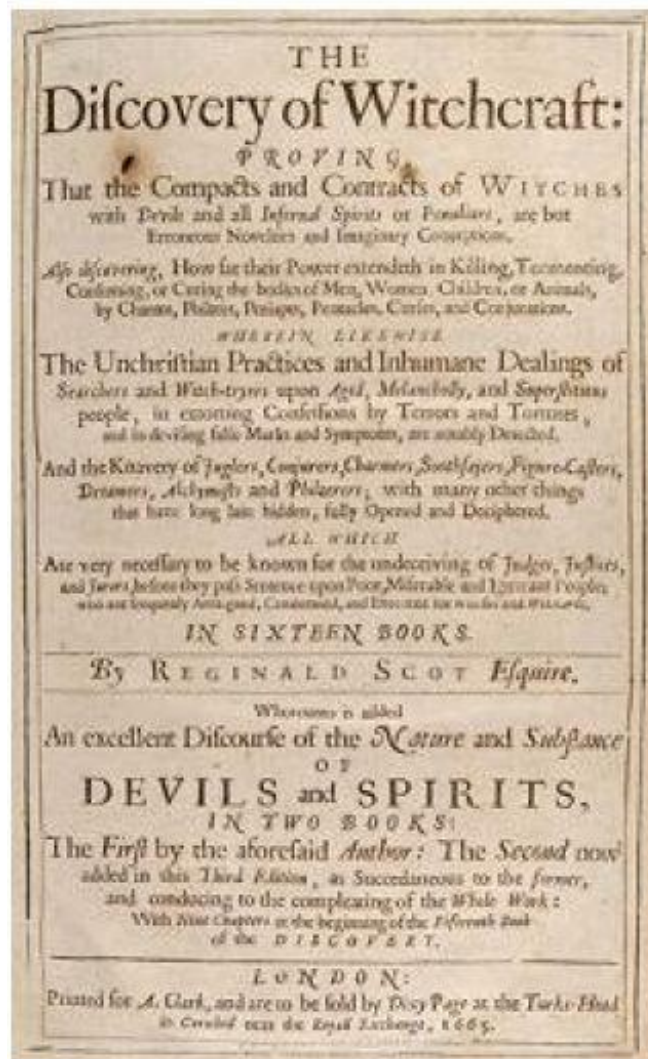 THE
Diſcovery of Witchcraft:
PROVING,
That the Compacts and Contracts of WITCHES
with Devils and all Infernal Spirits or Familiars, are but
Erroneous Novelties and Imaginary Conceptions.
Alſo diſcovering, How far their Power extendeth in Killing, Tormenting,
Conſuming, or Curing the bodies of Men, Women, Children, or Animals,
by Charms, Philtres, Periapts, Pentacles, Curſes, and Conjurations.
WHEREIN LIKEWISE
The Unchriſtian Practices and Inhumane Dealings of
Searchers and Witch-tryers upon Aged, Melancholly, and Superſtitious
people, in extorting Confeſſions by Terrors and Tortures,
and in deviſing falſe Marks and Symptoms, are notably Detected.
And the Knavery of Juglers, Conjurers, Charmers, Soothſayers, Figure-Caſters,
Dreamers, Alchymiſts and Philterers; with many other things
that have long lain hidden, fully Opened and Deciphered.
ALL WHICH
Are very neceſſary to be known for the undeceiving of Judges, Juſtices,
and Jurors, before they paſs Sentence upon Poor, Miſerable and Ignorant People;
who are frequently Arraigned, Condemned, and Executed for Witches and Wizzards.
IN SIXTEEN BOOKS.
By REGINALD SCOT Eſquire.
Whereunto is added
An excellent Diſcourſe of the Nature and Subſtance
OF
DEVILS and SPIRITS,
IN TWO BOOKS:
The Firſt by the aforeſaid Author: The Second now
added in this Third Edition, as Succedaneous to the former,
and conducing to the compleating of the Whole Work:
With Nine Chapters at the beginning of the Fifteenth Book
of the DISCOVERY.
LONDON:
Printed for A. Clark, and are to be ſold by Dixy Page at the Turks-Head
in Cornhil near the Royall Exchange, 1665.